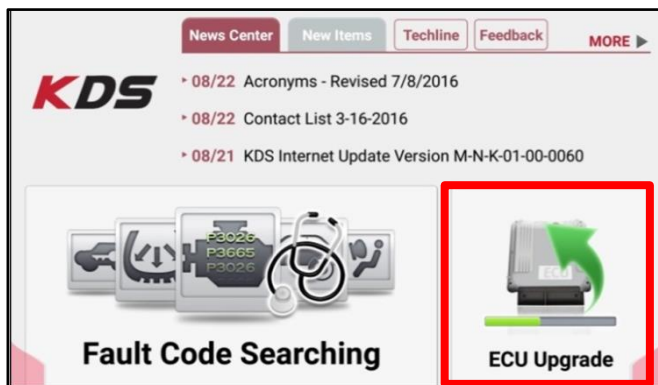 News Center New Items Techline Feedback MORE
KDS
08/22 Acronyms - Revised 7/8/2016
08/22 Contact List 3-16-2016
08/21 KDS Internet Update Version M-N-K-01-00-0060
P3026
P3665
P3026
ECU
Fault Code Searching
ECU Upgrade